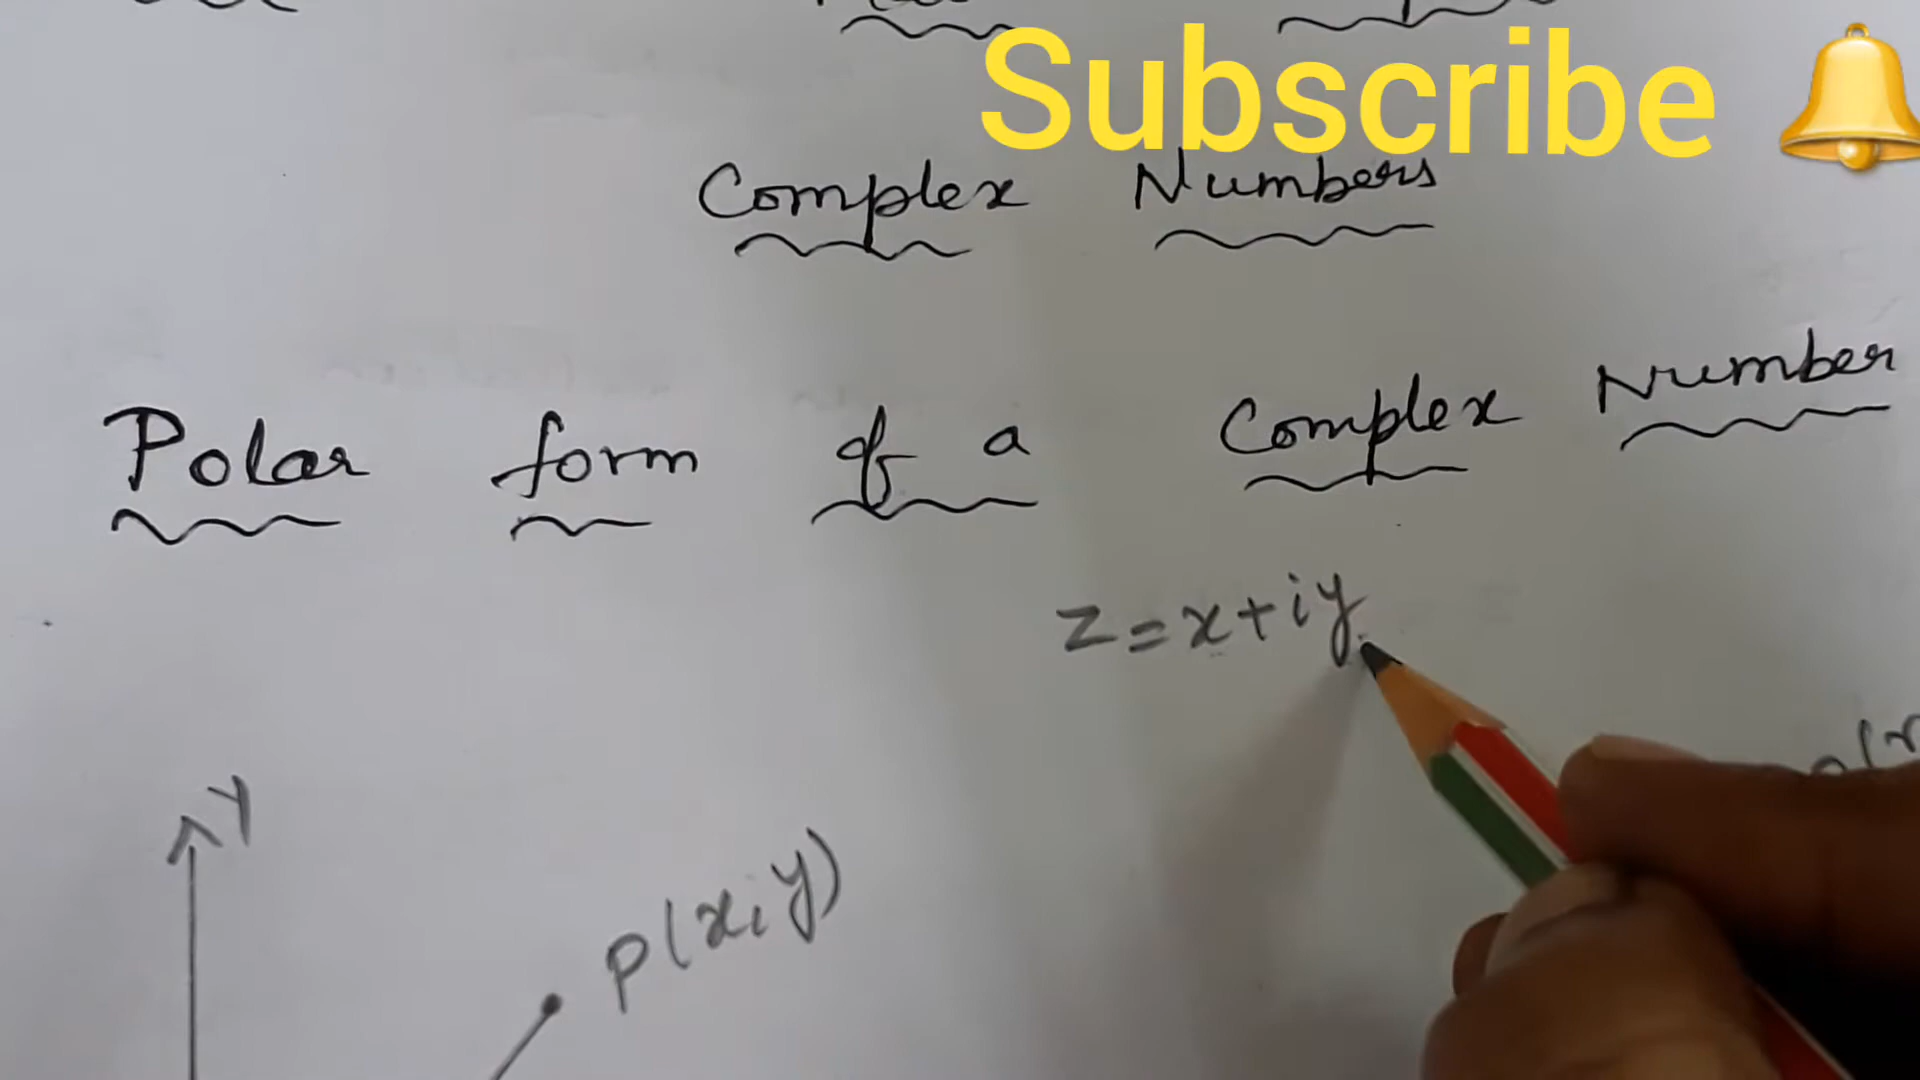 Subscribe
Complex Numbers
Polar form of a Complex Number
z=x+iy
Y
P(x,y)